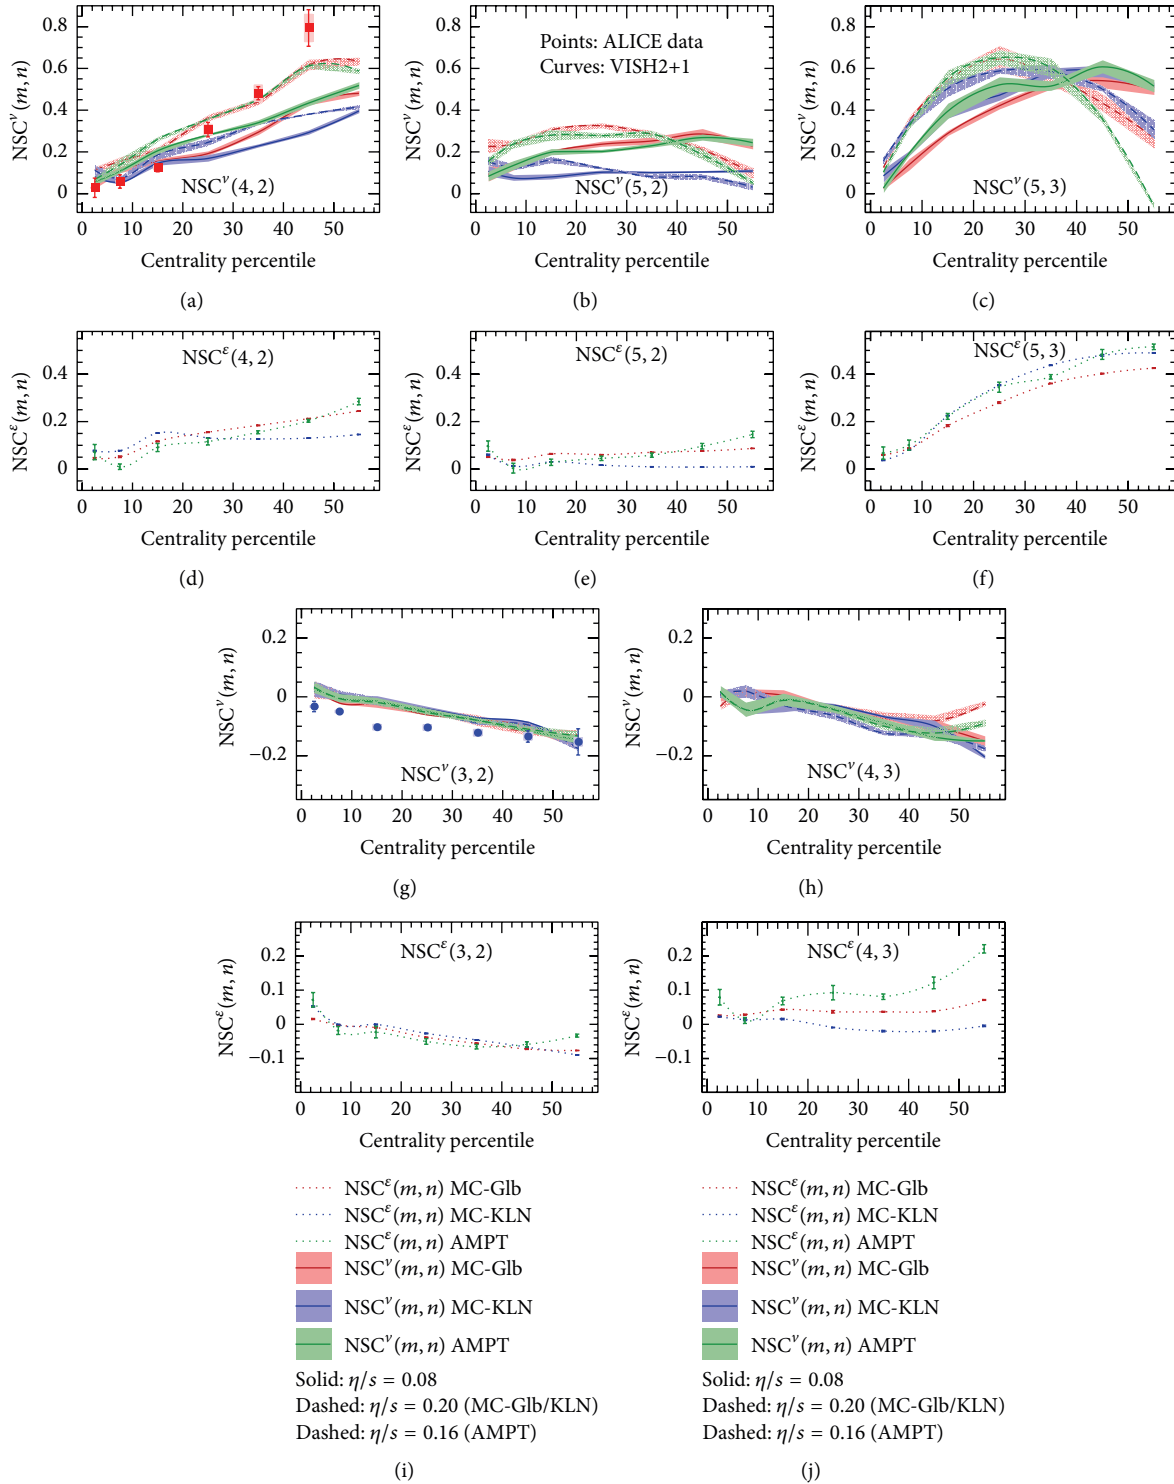 0.8
0.6
0.4
0.2
0
NSC^v(m, n)
NSC^v(4, 2)
0 10 20 30 40 50
Centrality percentile
(a)
0.8
0.6
0.4
0.2
0
NSC^v(m, n)
Points: ALICE data
Curves: VISH2+1
NSC^v(5, 2)
0 10 20 30 40 50
Centrality percentile
(b)
0.8
0.6
0.4
0.2
0
NSC^v(m, n)
NSC^v(5, 3)
0 10 20 30 40 50
Centrality percentile
(c)
0.4
0.2
0
NSC^ε(m, n)
NSC^ε(4, 2)
0 10 20 30 40 50
Centrality percentile
(d)
0.4
0.2
0
NSC^ε(m, n)
NSC^ε(5, 2)
0 10 20 30 40 50
Centrality percentile
(e)
0.4
0.2
0
NSC^ε(m, n)
NSC^ε(5, 3)
0 10 20 30 40 50
Centrality percentile
(f)
0.2
0
−0.2
NSC^v(m, n)
NSC^v(3, 2)
0 10 20 30 40 50
Centrality percentile
(g)
0.2
0
−0.2
NSC^v(m, n)
NSC^v(4, 3)
0 10 20 30 40 50
Centrality percentile
(h)
0.2
0.1
0
−0.1
NSC^ε(m, n)
NSC^ε(3, 2)
0 10 20 30 40 50
Centrality percentile
NSC^ε(m, n) MC-Glb
NSC^ε(m, n) MC-KLN
NSC^ε(m, n) AMPT
NSC^v(m, n) MC-Glb
NSC^v(m, n) MC-KLN
NSC^v(m, n) AMPT
Solid: η/s = 0.08
Dashed: η/s = 0.20 (MC-Glb/KLN)
Dashed: η/s = 0.16 (AMPT)
(i)
0.2
0.1
0
−0.1
NSC^ε(m, n)
NSC^ε(4, 3)
0 10 20 30 40 50
Centrality percentile
NSC^ε(m, n) MC-Glb
NSC^ε(m, n) MC-KLN
NSC^ε(m, n) AMPT
NSC^v(m, n) MC-Glb
NSC^v(m, n) MC-KLN
NSC^v(m, n) AMPT
Solid: η/s = 0.08
Dashed: η/s = 0.20 (MC-Glb/KLN)
Dashed: η/s = 0.16 (AMPT)
(j)